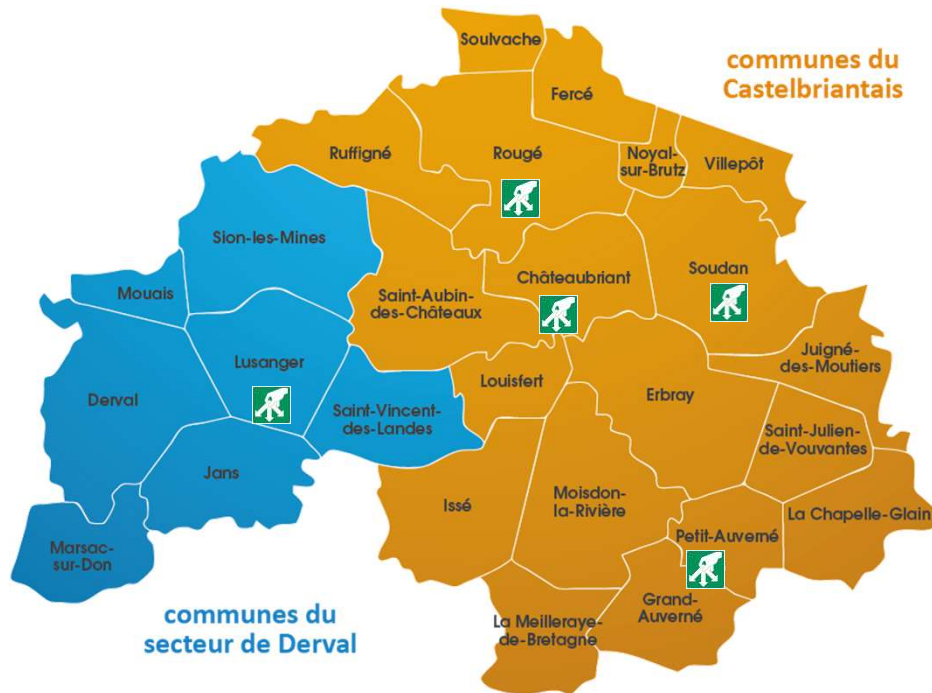 Soulvache
communes du
Castelbriantais
Fercé
Ruffigné
Rougé
Noyal-
sur-Brutz
Villepôt
Sion-les-Mines
Châteaubriant
Soudan
Mouais
Saint-Aubin
des-Châteaux
Lusanger
Juigné
des-Moutiers
Derval
Louisfert
Erbray
Saint-Vincent-
des-Landes
Saint-Julien-
de-Vouvantes
Jans
Issé
Moisdon-
la-Rivière
La Chapelle-Glain
Petit-Auverné
Marsac-
sur-Don
Grand-
Auverné
communes du
secteur de Derval
La Meilleraye-
de-Bretagne